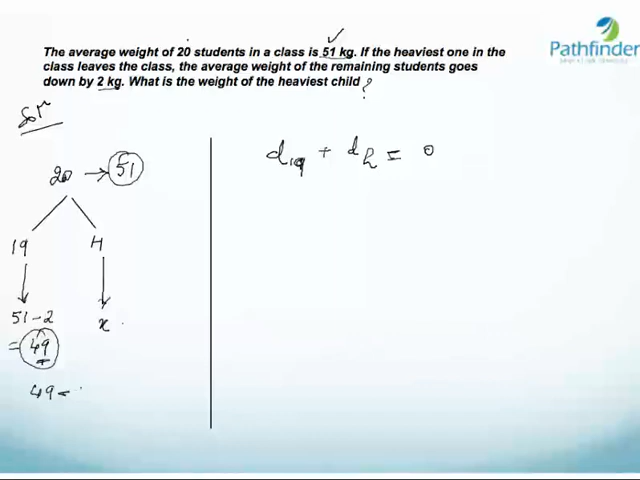 Pathfinder
The average weight of 20 students in a class is 51 kg. If the heaviest one in the
class leaves the class, the average weight of the remaining students goes
down by 2 kg. What is the weight of the heaviest child ?
Solⁿ
20 → 51
d₁₉ + d_h = 0
19 H
51-2 x
= 49
49 =